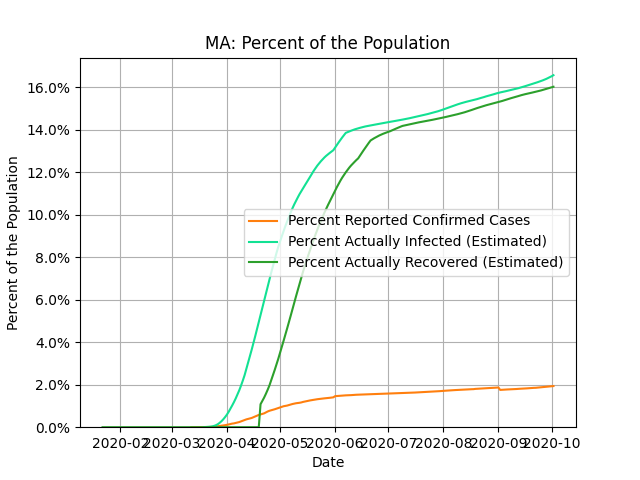 MA: Percent of the Population
16.0%
14.0%
12.0%
10.0%
8.0%
6.0%
4.0%
2.0%
0.0%
Percent of the Population
Percent Reported Confirmed Cases
Percent Actually Infected (Estimated)
Percent Actually Recovered (Estimated)
2020-02 2020-03 2020-04 2020-05 2020-06 2020-07 2020-08 2020-09 2020-10
Date